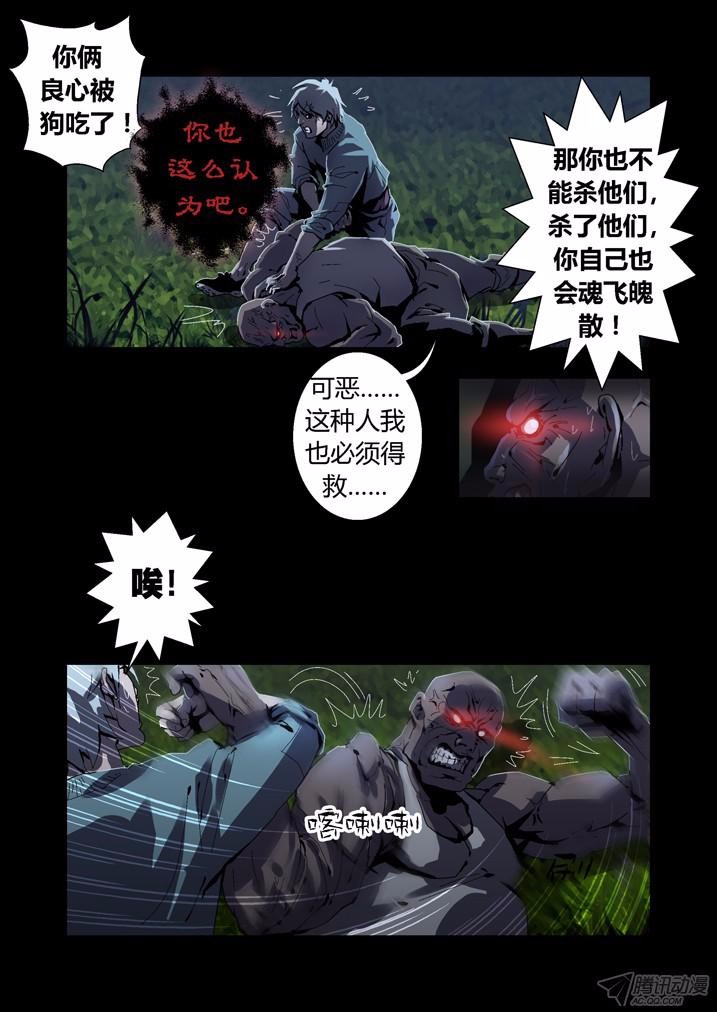 你俩
良心被
狗吃了！
你也
这么认
为吧。
那你也不
能杀他们，
杀了他们，
你自己也
会魂飞魄
散！
可恶……
这种人我
也必须得
救……
唉！
喀喇喇
腾讯动漫
AC.QQ.COM